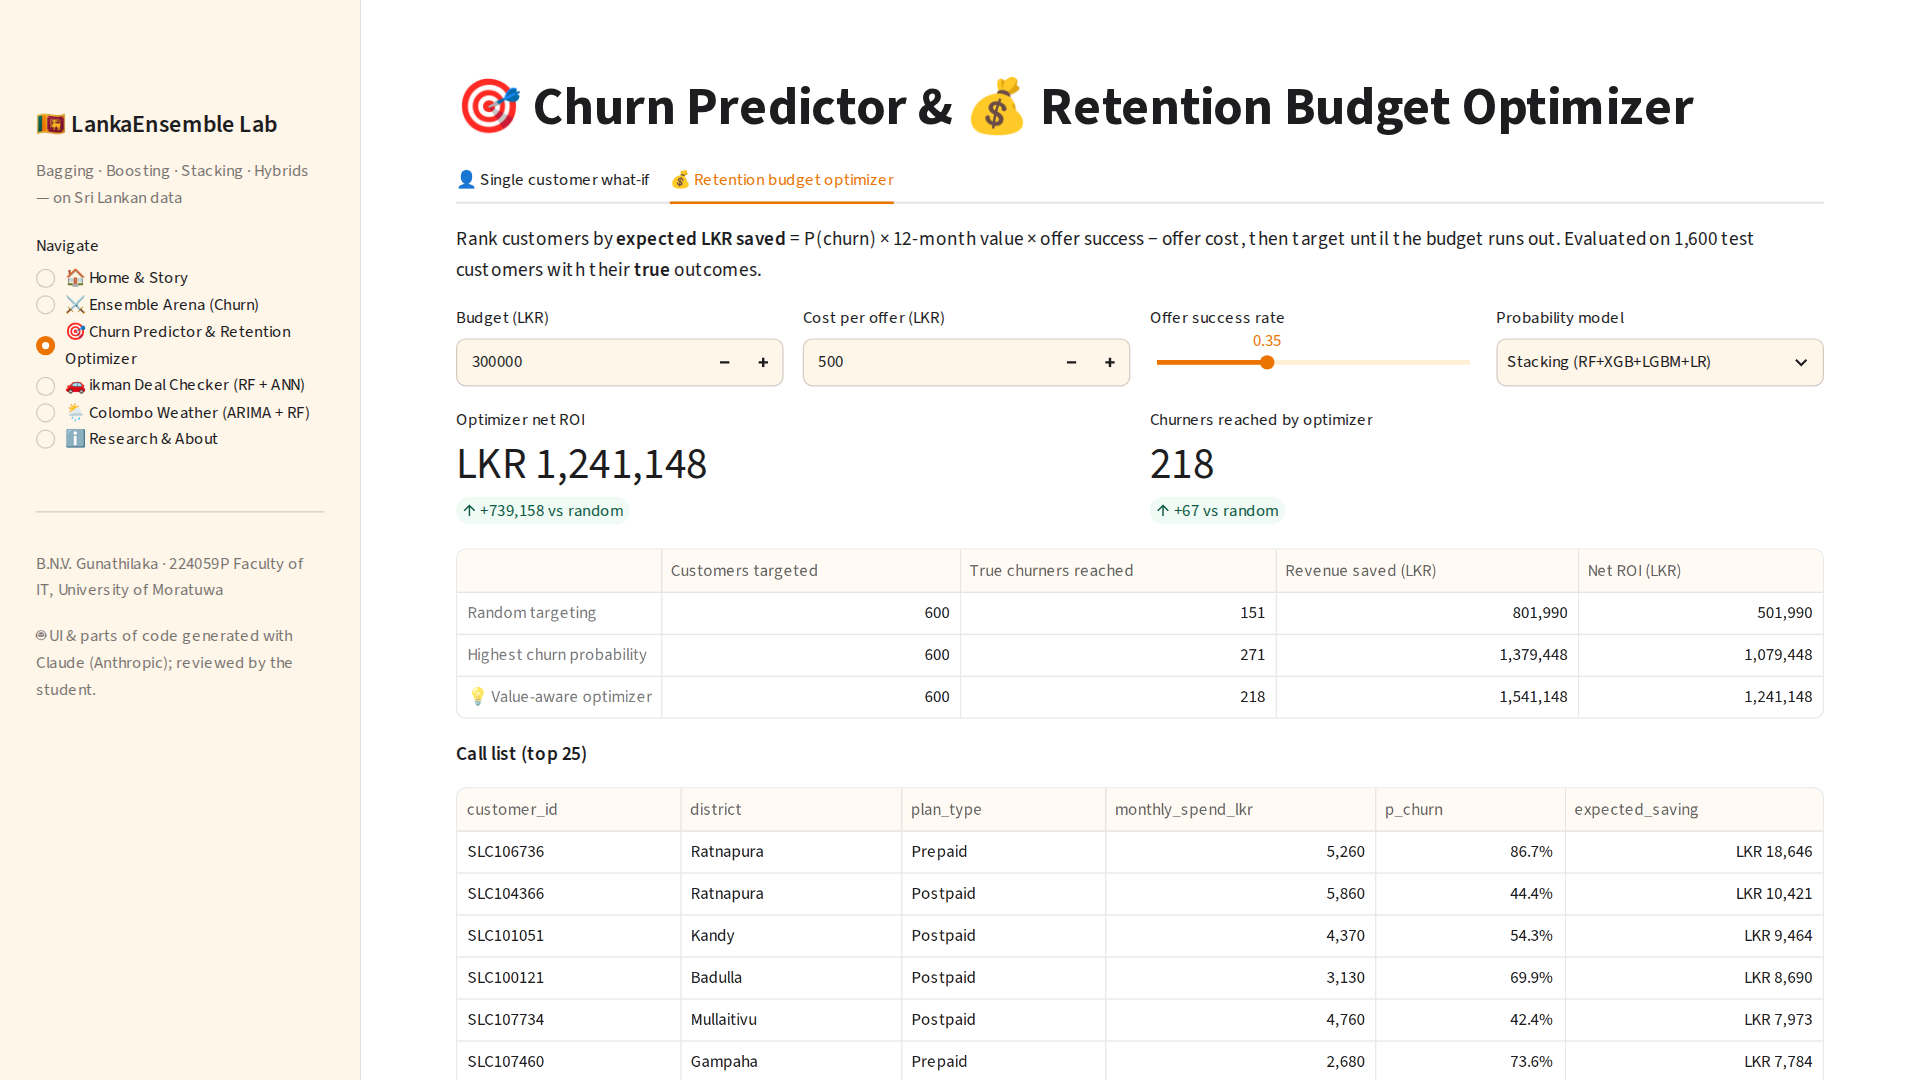 🇱🇰 LankaEnsemble Lab
Bagging · Boosting · Stacking · Hybrids
— on Sri Lankan data
Navigate
🏠 Home & Story
⚔️ Ensemble Arena (Churn)
🎯 Churn Predictor & Retention
Optimizer
🚗 ikman Deal Checker (RF + ANN)
🌦️ Colombo Weather (ARIMA + RF)
ℹ️ Research & About
B.N.V. Gunathilaka · 224059P Faculty of
IT, University of Moratuwa
UI & parts of code generated with
Claude (Anthropic); reviewed by the
student.
🎯 Churn Predictor & 💰 Retention Budget Optimizer
👤 Single customer what-if 💰 Retention budget optimizer
Rank customers by expected LKR saved = P(churn) × 12-month value × offer success − offer cost, then target until the budget runs out. Evaluated on 1,600 test
customers with their true outcomes.
Budget (LKR) Cost per offer (LKR) Offer success rate Probability model
0.35
300000 − + 500 − + Stacking (RF+XGB+LGBM+LR)
Optimizer net ROI Churners reached by optimizer
LKR 1,241,148 218
↑ +739,158 vs random ↑ +67 vs random
Customers targeted True churners reached Revenue saved (LKR) Net ROI (LKR)
Random targeting 600 151 801,990 501,990
Highest churn probability 600 271 1,379,448 1,079,448
💡 Value-aware optimizer 600 218 1,541,148 1,241,148
Call list (top 25)
customer_id district plan_type monthly_spend_lkr p_churn expected_saving
SLC106736 Ratnapura Prepaid 5,260 86.7% LKR 18,646
SLC104366 Ratnapura Postpaid 5,860 44.4% LKR 10,421
SLC101051 Kandy Postpaid 4,370 54.3% LKR 9,464
SLC100121 Badulla Postpaid 3,130 69.9% LKR 8,690
SLC107734 Mullaitivu Postpaid 4,760 42.4% LKR 7,973
SLC107460 Gampaha Prepaid 2,680 73.6% LKR 7,784